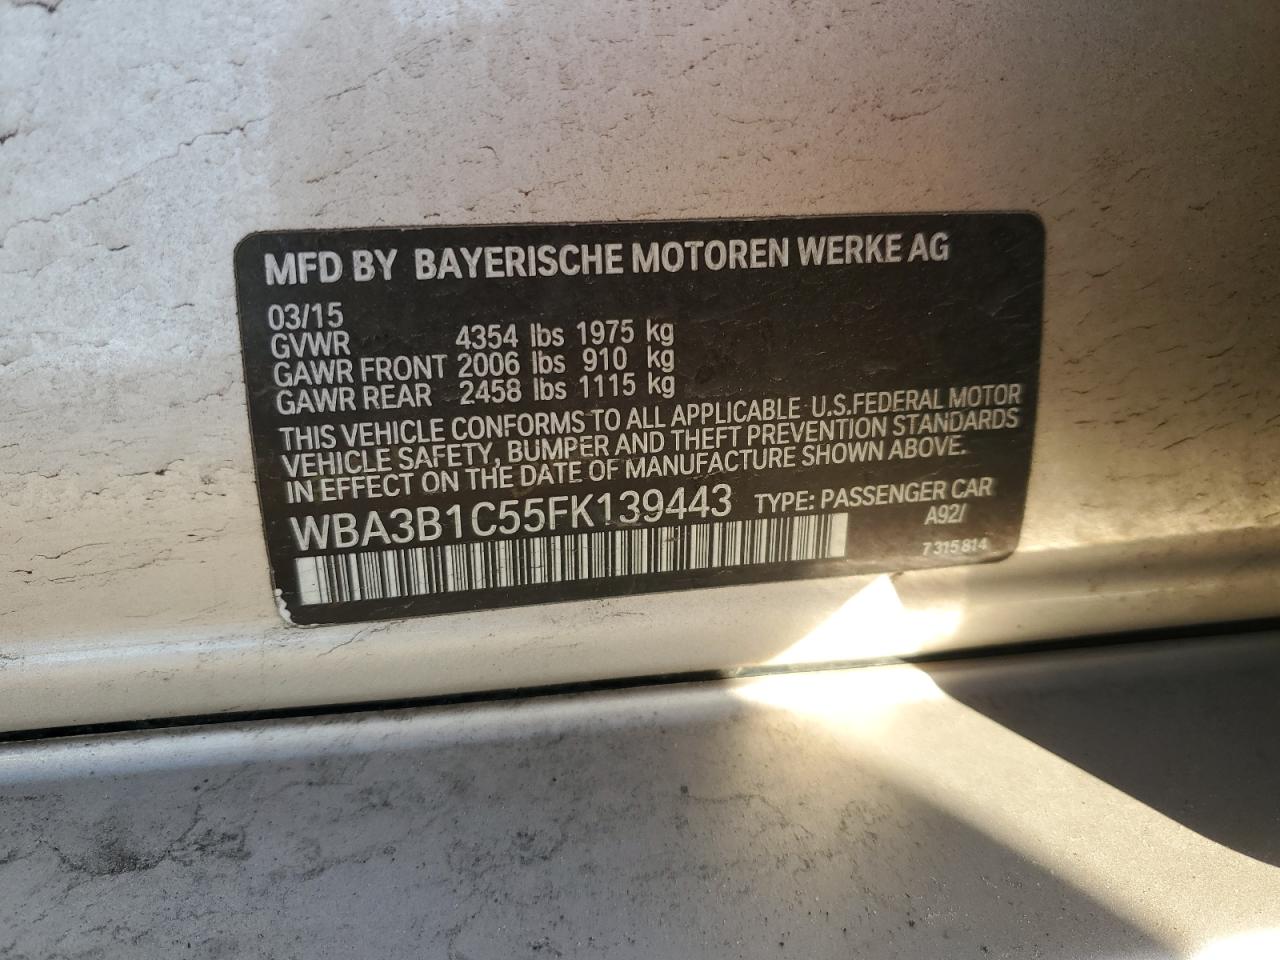 MFD BY BAYERISCHE MOTOREN WERKE AG
03/15
GVWR 4354 lbs 1975 kg
GAWR FRONT 2006 lbs 910 kg
GAWR REAR 2458 lbs 1115 kg
THIS VEHICLE CONFORMS TO ALL APPLICABLE U.S.FEDERAL MOTOR
VEHICLE SAFETY, BUMPER AND THEFT PREVENTION STANDARDS
IN EFFECT ON THE DATE OF MANUFACTURE SHOWN ABOVE.
WBA3B1C55FK139443 TYPE: PASSENGER CAR
A92/
7 315 814